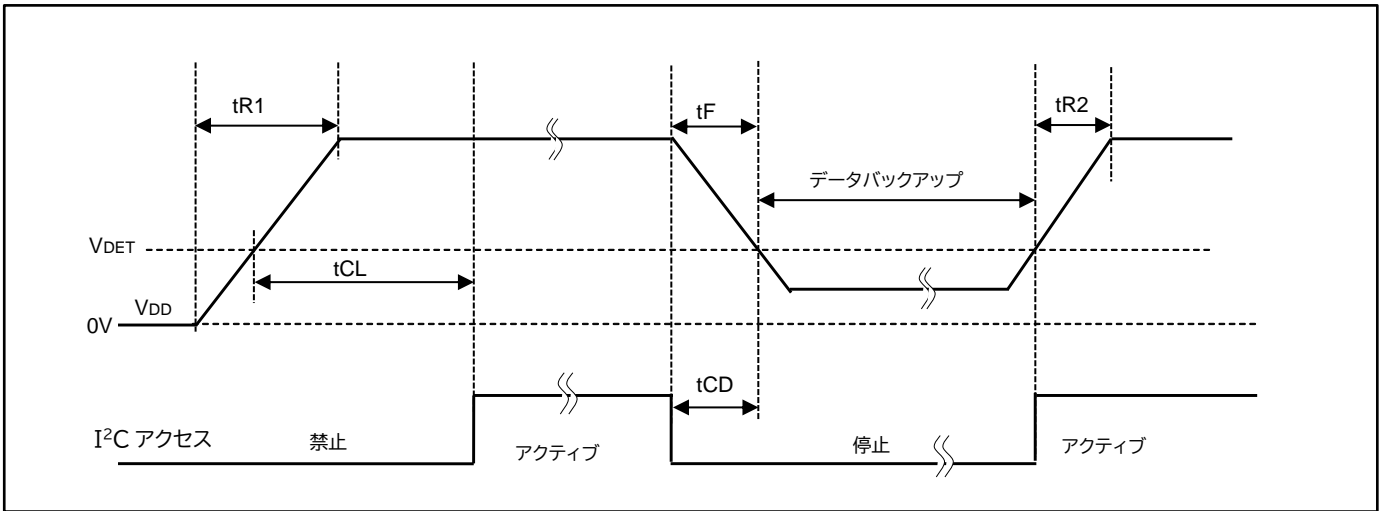 tR1
tF
tR2
データバックアップ
VDET
tCL
VDD
0V
tCD
I²C アクセス 禁止 アクティブ 停止 アクティブ